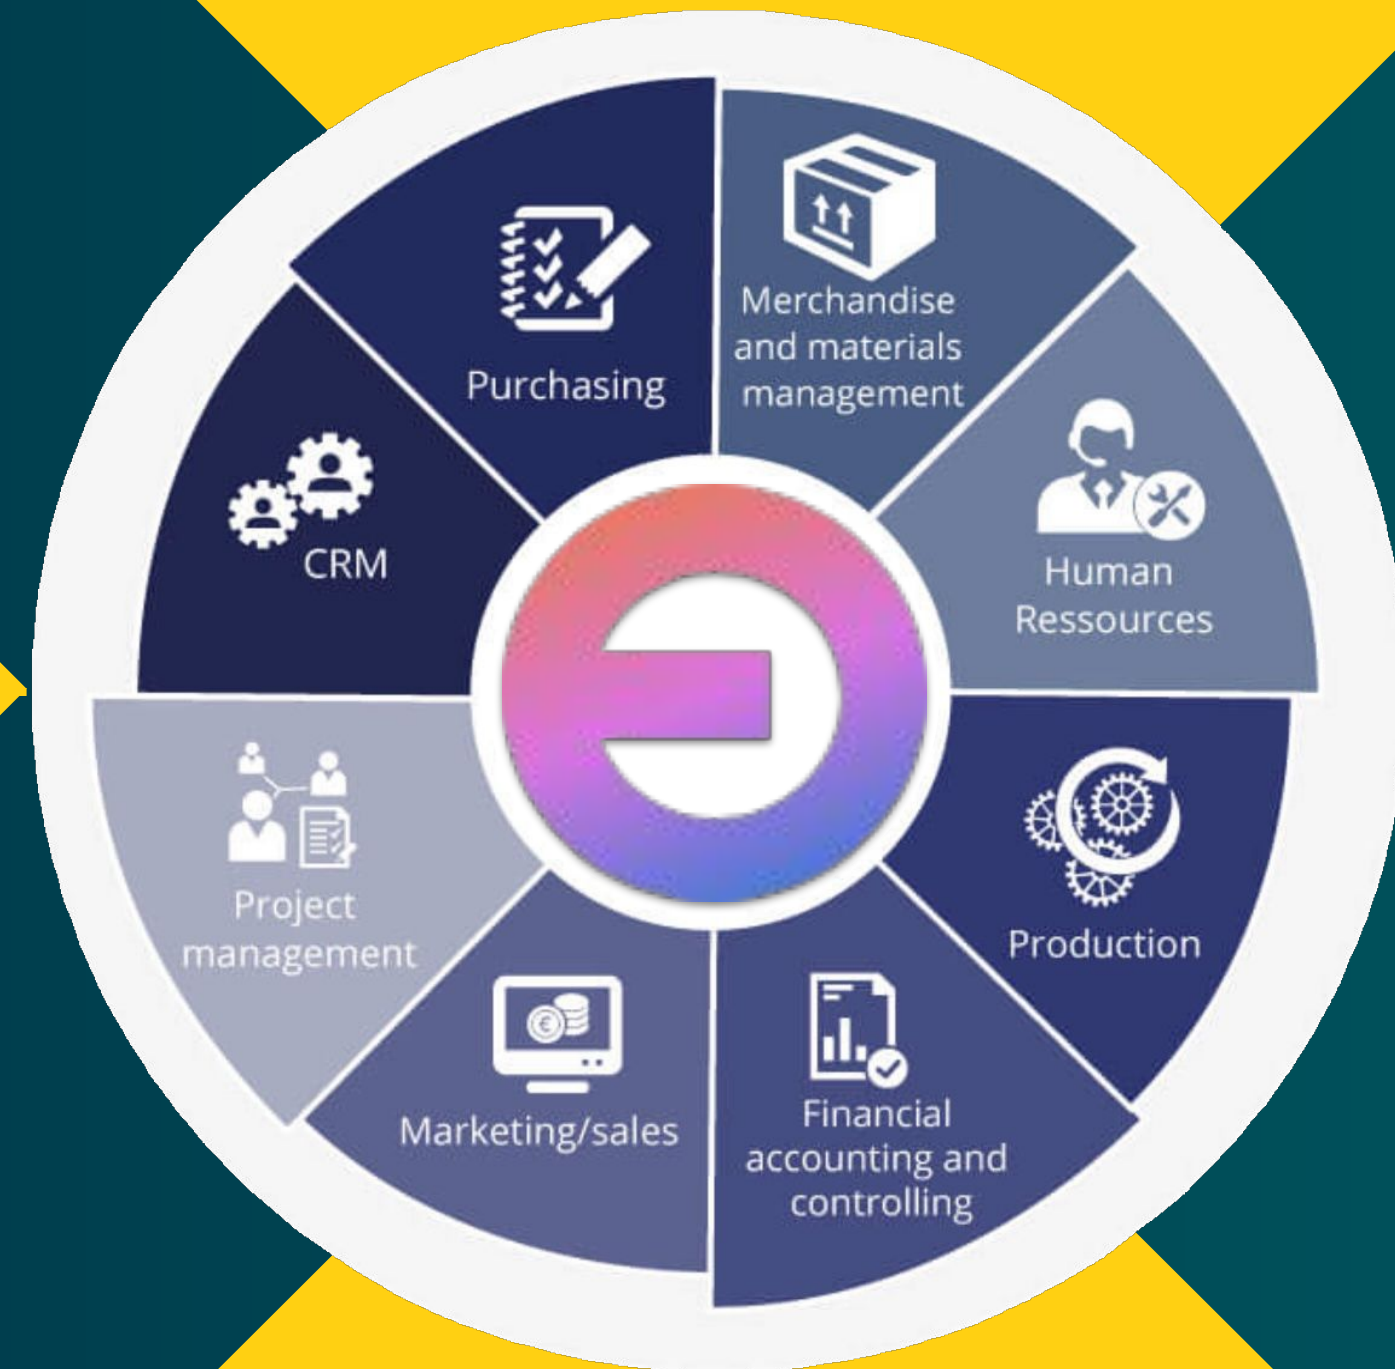 Purchasing
Merchandise
and materials
management
Human
Ressources
Production
Financial
accounting and
controlling
Marketing/sales
Project
management
CRM